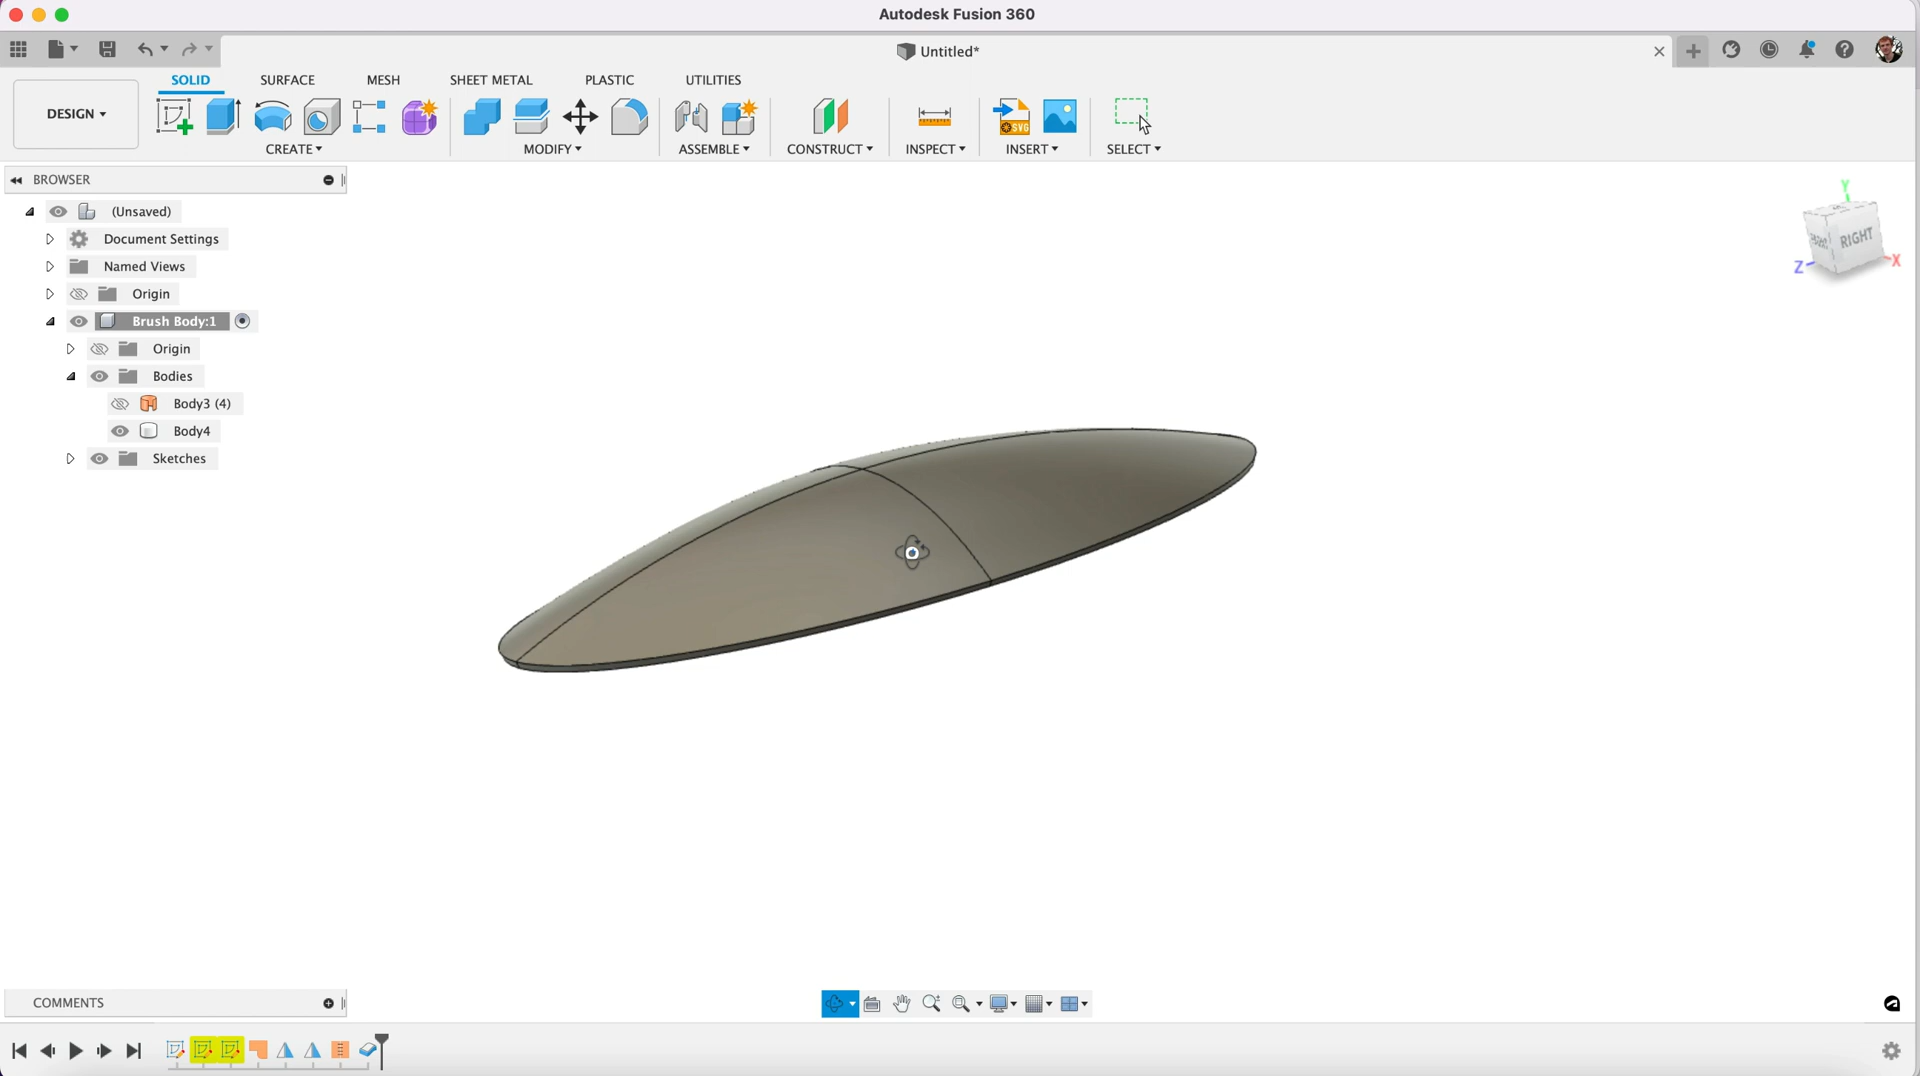 Autodesk Fusion 360
Untitled*
SOLID SURFACE MESH SHEET METAL PLASTIC UTILITIES
DESIGN
CREATE MODIFY ASSEMBLE CONSTRUCT INSPECT INSERT SELECT
SVG
BROWSER
(Unsaved)
Document Settings
Named Views
Origin
Brush Body:1
Origin
Bodies
Body3 (4)
Body4
Sketches
Y
RIGHT
Z
X
COMMENTS